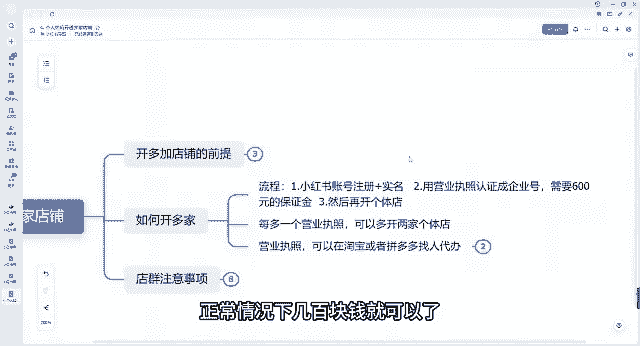 开多加店铺的前提
3
流程：1.小红书账号注册+实名 2.用营业执照认证成企业号，需要600
元的保证金 3.然后再开个体店
家店铺
如何开多家
每多一个营业执照，可以多开两家个体店
营业执照，可以在淘宝或者拼多多找人代办
2
店群注意事项
6
正常情况下几百块钱就可以了